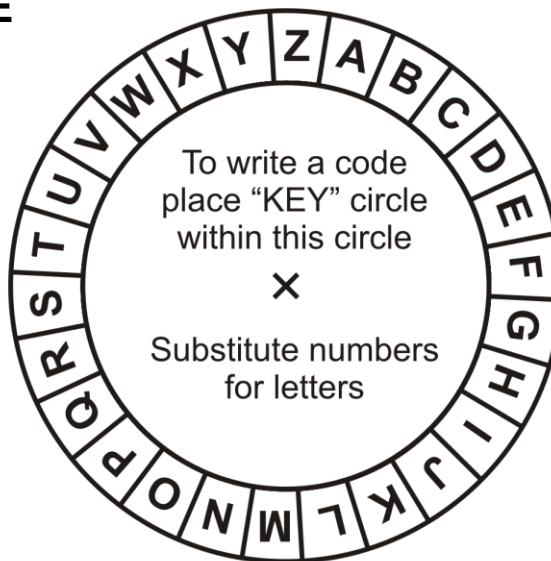 E
Z A B C D E F G H I J K L M N O P Q R S T U V W X Y
To write a code
place “KEY” circle
within this circle
×
Substitute numbers
for letters